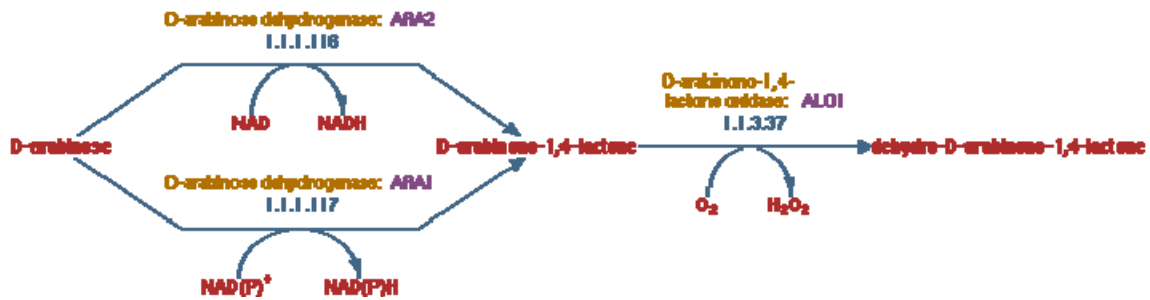 D-arabinose dehydrogenase: ARA2
1.1.1.116
NAD NADH
D-arabinose
D-arabinose dehydrogenase: ARA1
1.1.1.117
NAD(P)+ NAD(P)H
D-arabinono-1,4-lactone
D-arabinono-1,4-
lactone oxidase: ALO1
1.1.3.37
O2 H2O2
dehydro-D-arabinono-1,4-lactone